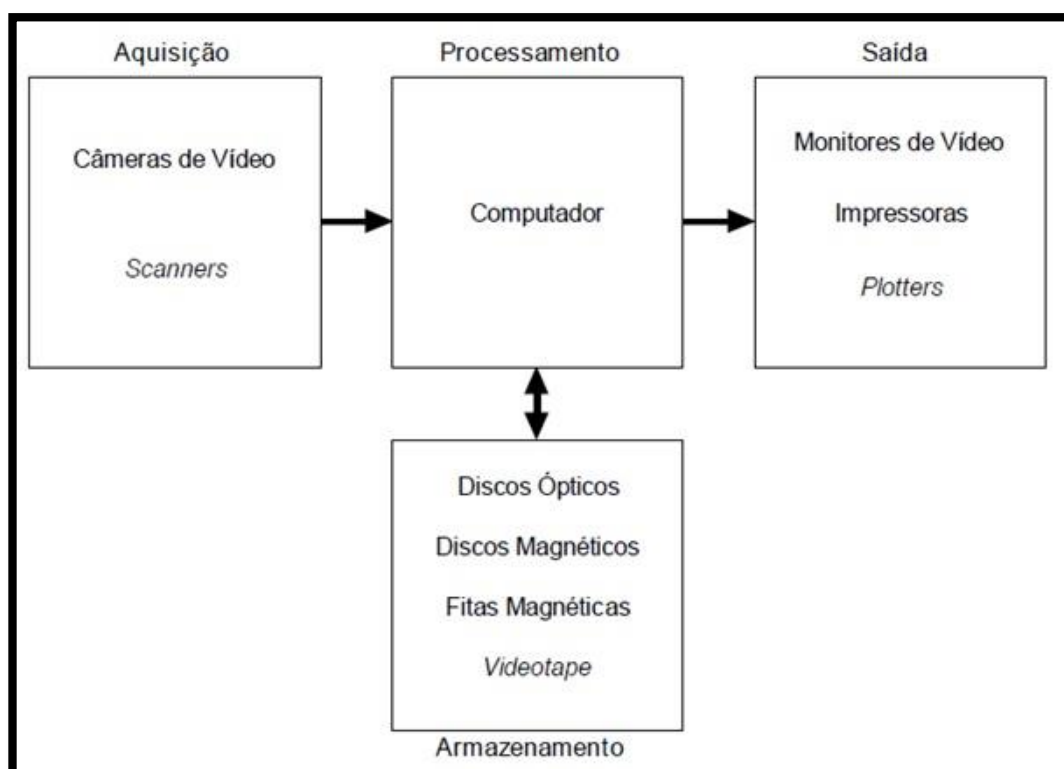 Aquisição
Câmeras de Vídeo
Scanners
Processamento
Computador
Saída
Monitores de Vídeo
Impressoras
Plotters
Discos Ópticos
Discos Magnéticos
Fitas Magnéticas
Videotape
Armazenamento